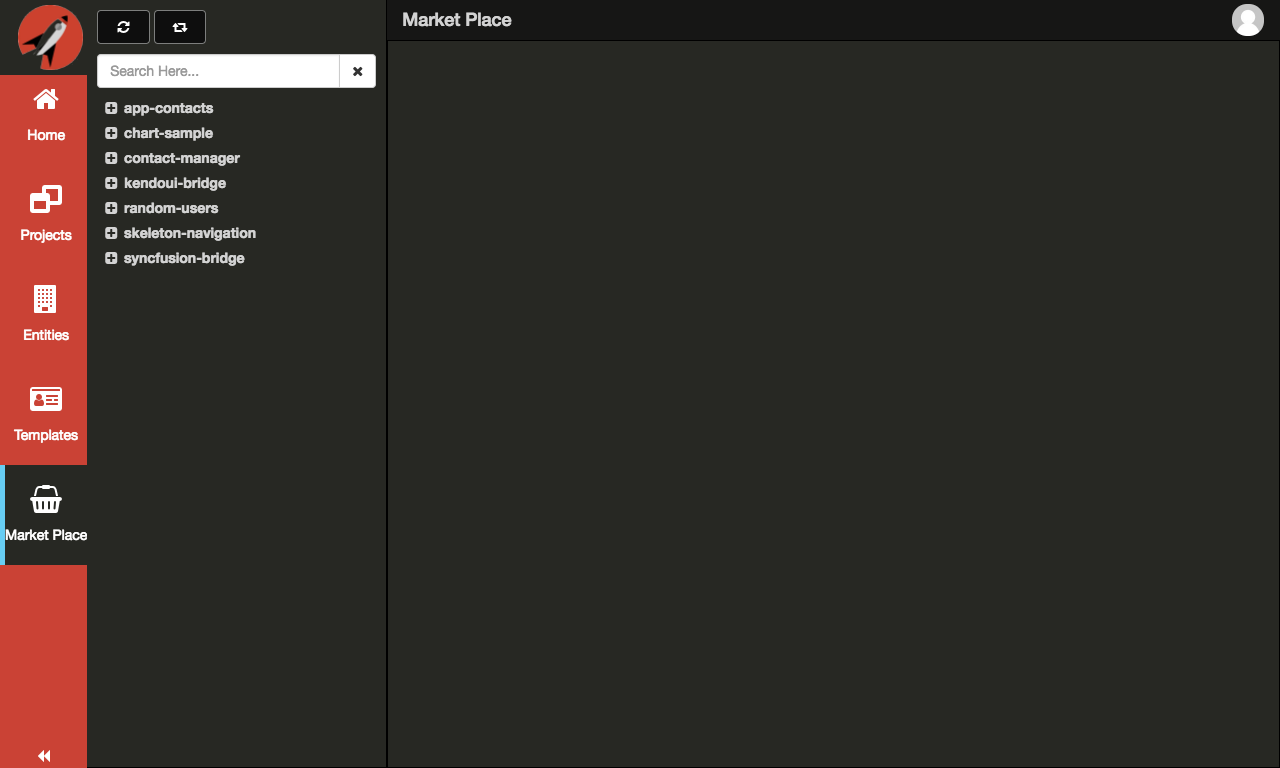 Market Place
Search Here...
app-contacts
chart-sample
contact-manager
kendoui-bridge
random-users
skeleton-navigation
syncfusion-bridge
Home
Projects
Entities
Templates
Market Place